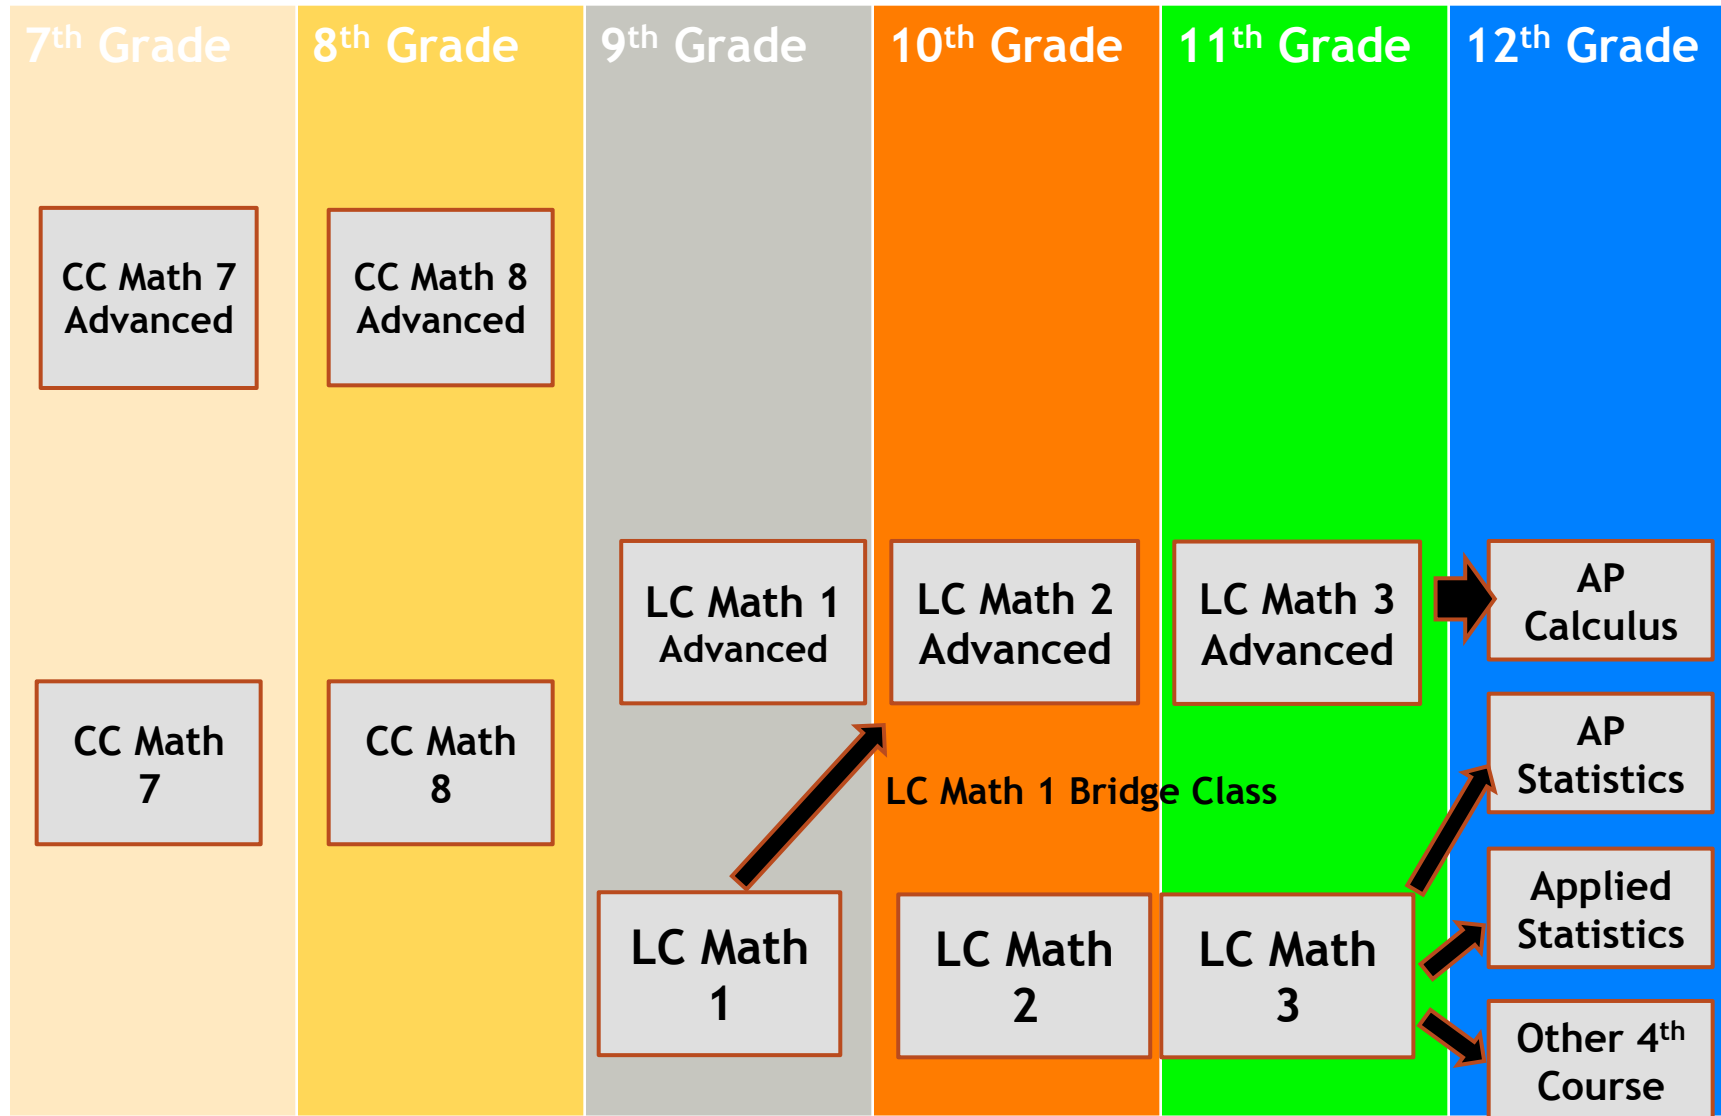 7th Grade
8th Grade
9th Grade
10th Grade
11th Grade
12th Grade
CC Math 7
Advanced
CC Math 8
Advanced
LC Math 1
Advanced
LC Math 2
Advanced
LC Math 3
Advanced
AP
Calculus
CC Math
7
CC Math
8
AP
Statistics
LC Math 1 Bridge Class
Applied
Statistics
LC Math
1
LC Math
2
LC Math
3
Other 4th
Course